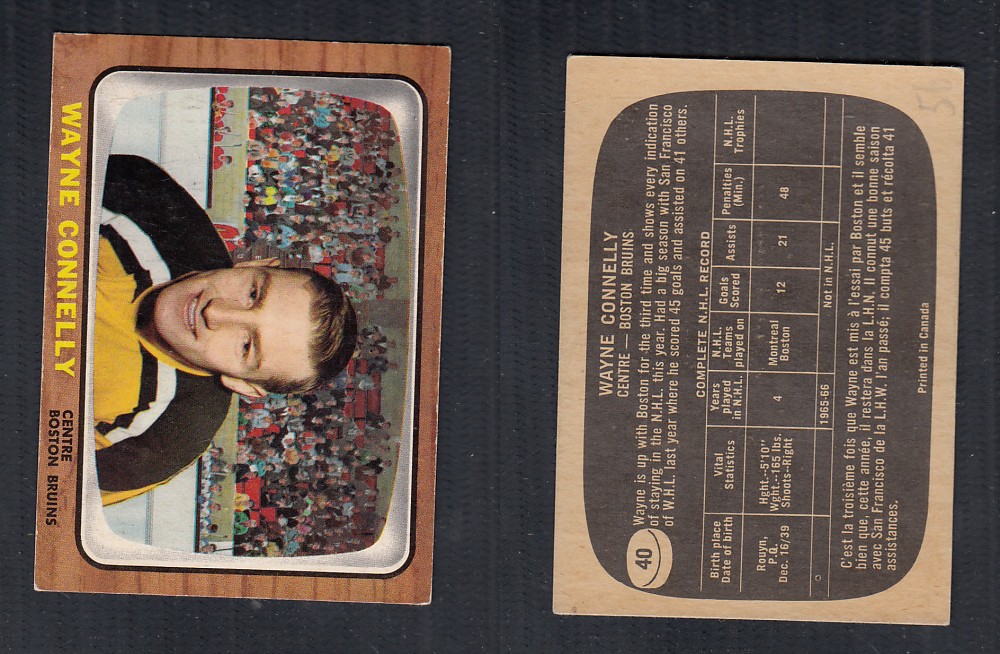 WAYNE CONNELLY
CENTRE
BOSTON BRUINS
40
WAYNE CONNELLY
CENTRE — BOSTON BRUINS
Wayne is up with Boston for the third time and shows every indication
of staying in the N.H.L. this year. Had a big season with San Francisco
of W.H.L. last year where he scored 45 goals and assisted on 41 others.
COMPLETE N.H.L. RECORD
Birth place Date of birth | Vital Statistics | Years played in N.H.L. | N.H.L. Teams played on | Goals Scored | Assists | Penalties (Min.) | N.H.L. Trophies
Rouyn, P.Q. Dec. 16/39 | Hght.--5'10" Wght.--165 lbs. Shoots--Right | 4 | Montreal Boston | 12 | 21 | 48
1965-66 | Not in N.H.L.
C'est la troisième fois que Wayne est mis à l'essai par Boston et il semble
bien que, cette année, il restera dans la L.H.N. Il connut une bonne saison
avec San Francisco de la L.H.W. l'an passé; il compta 45 buts et récolta 41
assistances.
Printed in Canada